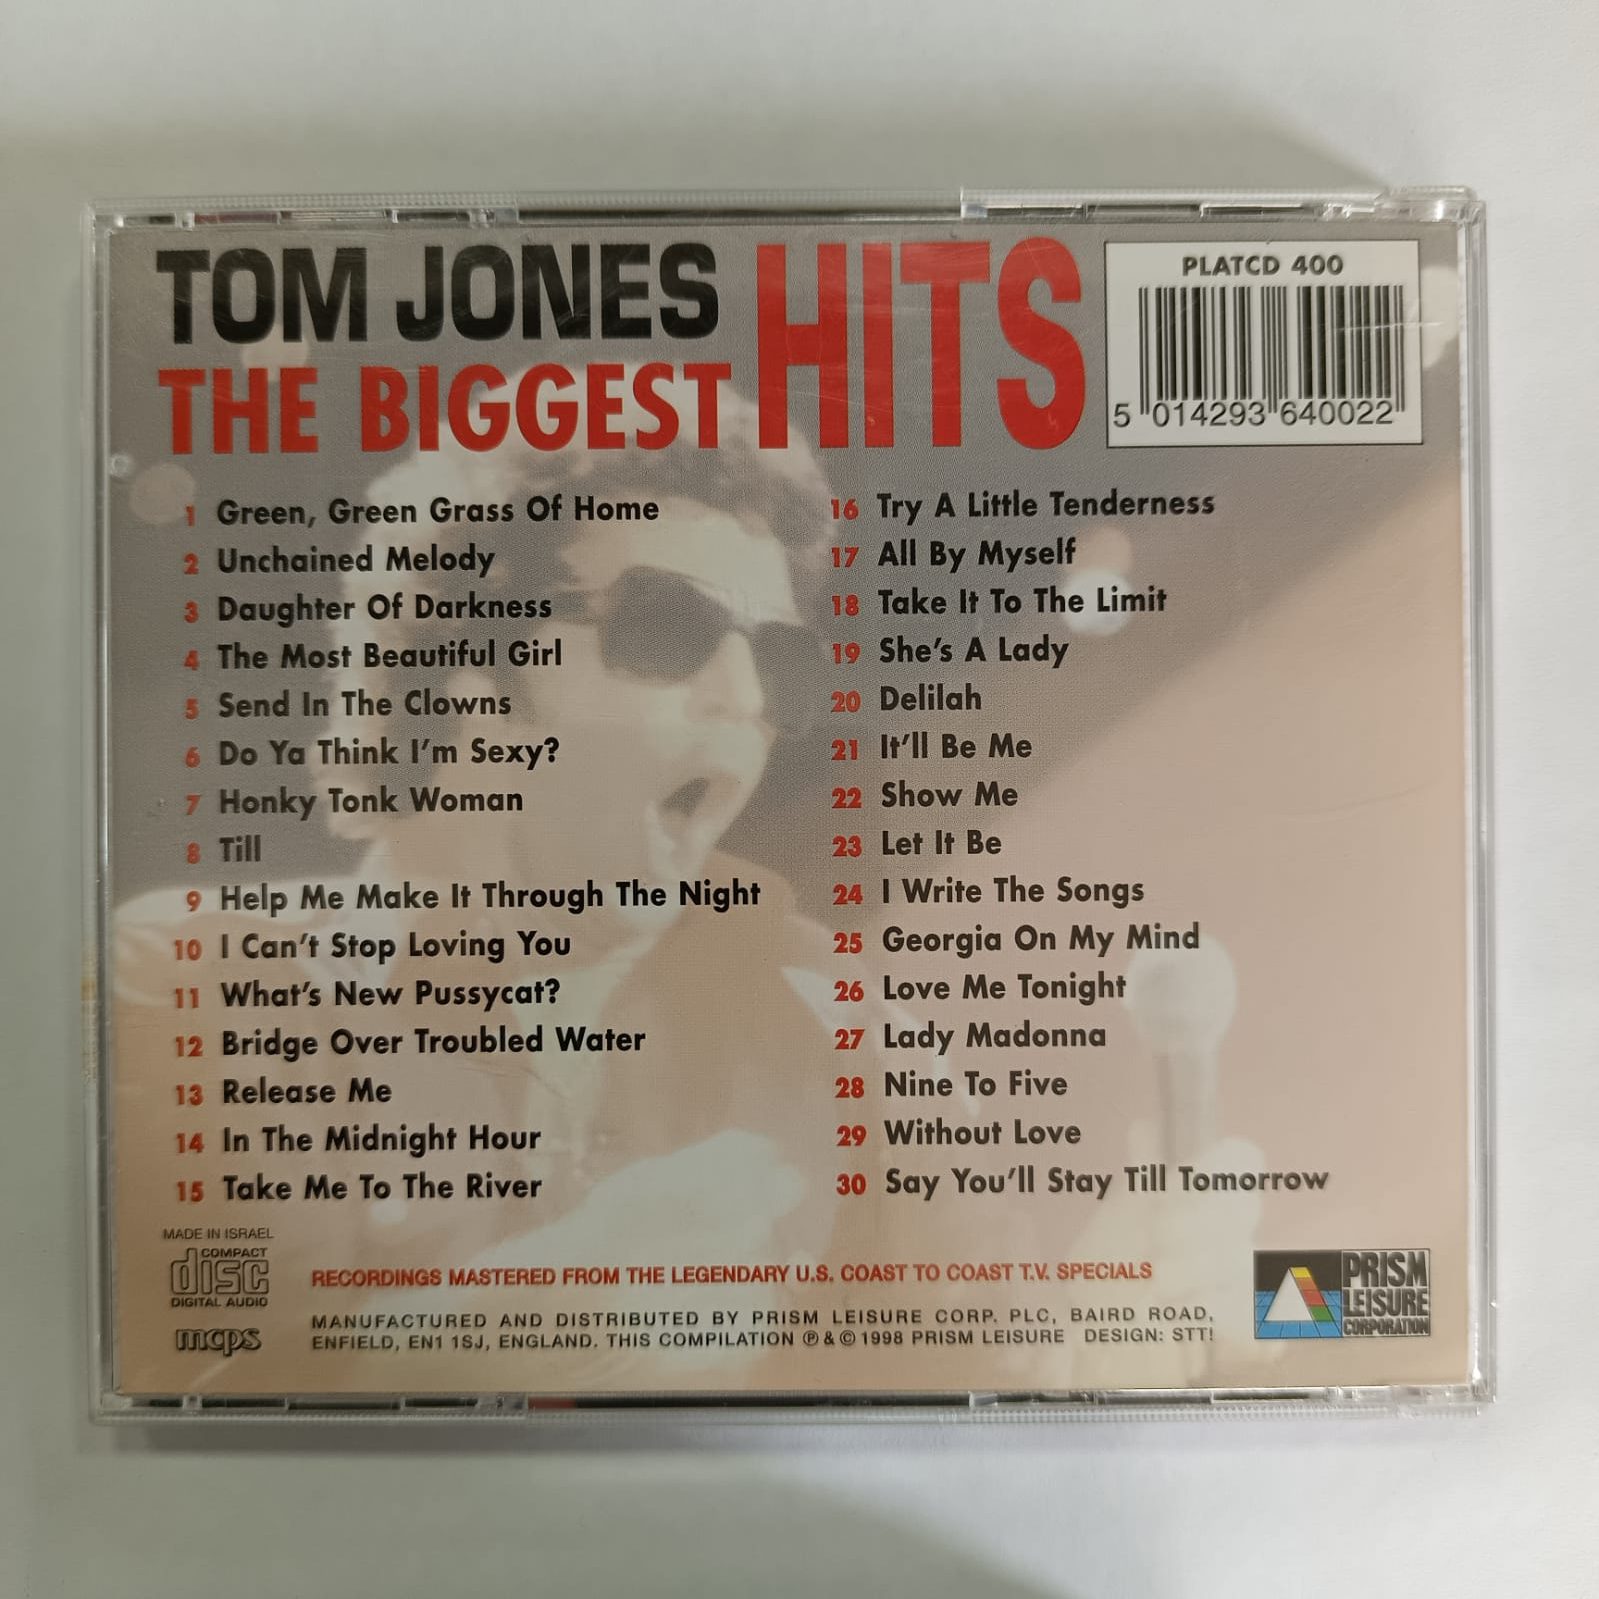 TOM JONES
THE BIGGEST HITS
PLATCD 400
5 014293 640022
1 Green, Green Grass Of Home
2 Unchained Melody
3 Daughter Of Darkness
4 The Most Beautiful Girl
5 Send In The Clowns
6 Do Ya Think I'm Sexy?
7 Honky Tonk Woman
8 Till
9 Help Me Make It Through The Night
10 I Can't Stop Loving You
11 What's New Pussycat?
12 Bridge Over Troubled Water
13 Release Me
14 In The Midnight Hour
15 Take Me To The River
16 Try A Little Tenderness
17 All By Myself
18 Take It To The Limit
19 She's A Lady
20 Delilah
21 It'll Be Me
22 Show Me
23 Let It Be
24 I Write The Songs
25 Georgia On My Mind
26 Love Me Tonight
27 Lady Madonna
28 Nine To Five
29 Without Love
30 Say You'll Stay Till Tomorrow
MADE IN ISRAEL
COMPACT
disc
DIGITAL AUDIO
mcps
RECORDINGS MASTERED FROM THE LEGENDARY U.S. COAST TO COAST T.V. SPECIALS
MANUFACTURED AND DISTRIBUTED BY PRISM LEISURE CORP. PLC, BAIRD ROAD,
ENFIELD, EN1 1SJ, ENGLAND. THIS COMPILATION ℗ & © 1998 PRISM LEISURE DESIGN: STT!
PRISM
LEISURE
CORPORATION